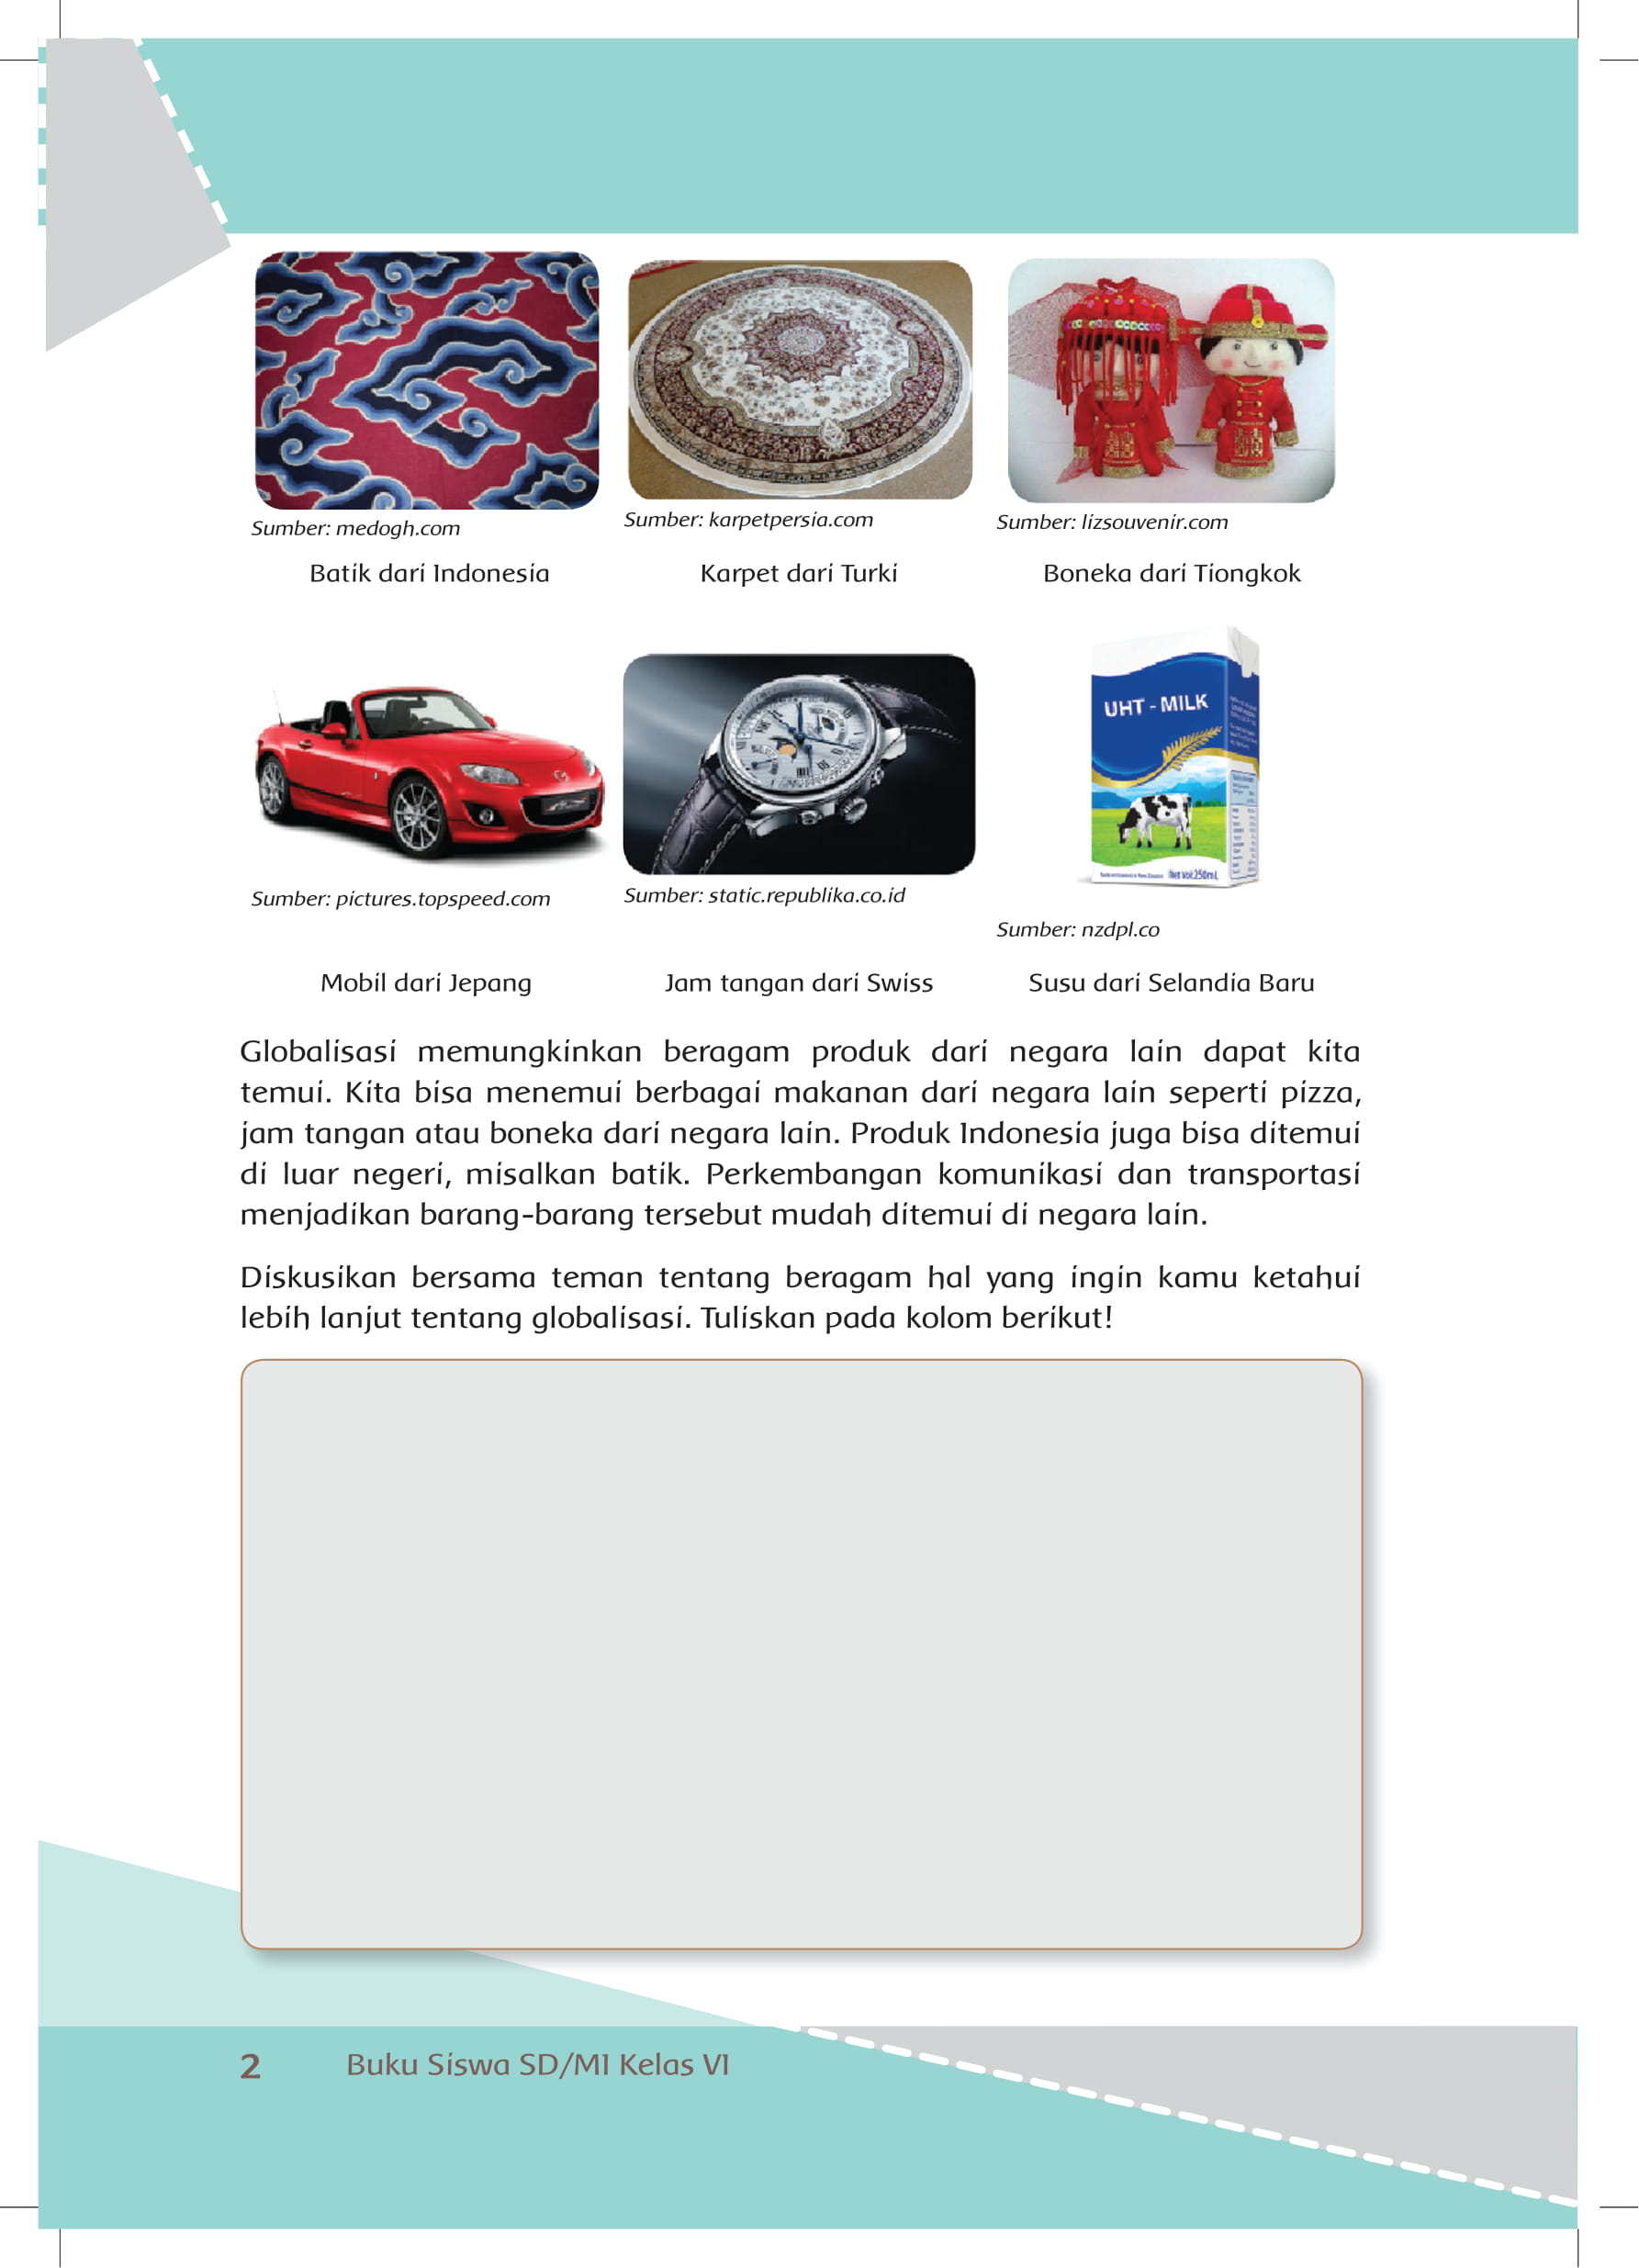 Sumber: medogh.com
Sumber: karpetpersia.com
Sumber: lizsouvenir.com
Batik dari Indonesia
Karpet dari Turki
Boneka dari Tiongkok
UHT - MILK
Net Vol:250mL
Sumber: pictures.topspeed.com
Sumber: static.republika.co.id
Sumber: nzdpl.co
Mobil dari Jepang
Jam tangan dari Swiss
Susu dari Selandia Baru
Globalisasi memungkinkan beragam produk dari negara lain dapat kita
temui. Kita bisa menemui berbagai makanan dari negara lain seperti pizza,
jam tangan atau boneka dari negara lain. Produk Indonesia juga bisa ditemui
di luar negeri, misalkan batik. Perkembangan komunikasi dan transportasi
menjadikan barang-barang tersebut mudah ditemui di negara lain.
Diskusikan bersama teman tentang beragam hal yang ingin kamu ketahui
lebih lanjut tentang globalisasi. Tuliskan pada kolom berikut!
2 Buku Siswa SD/MI Kelas VI